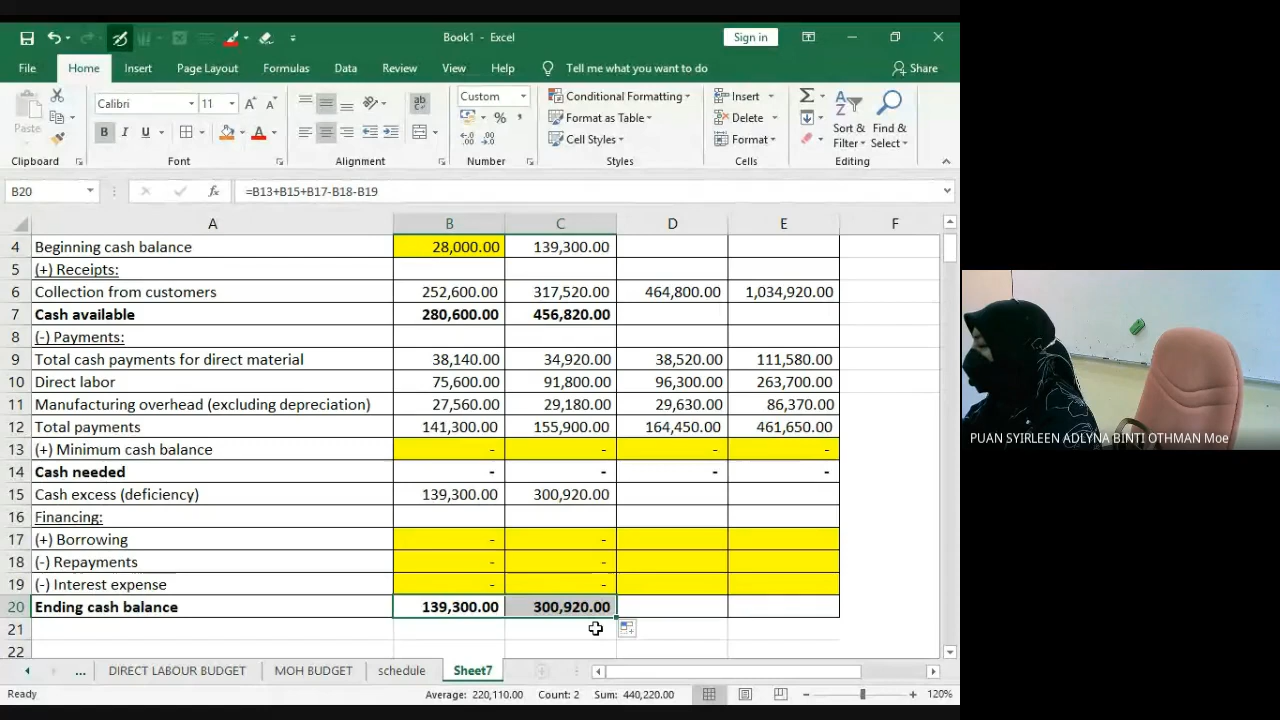 Book1 - Excel
Sign in
File Home Insert Page Layout Formulas Data Review View Help Tell me what you want to do Share
Paste
Calibri 11
B I U A
ab
Custom
% ,
Conditional Formatting
Format as Table
Cell Styles
Insert
Delete
Format
Sort & Filter
Find & Select
Clipboard Font Alignment Number Styles Cells Editing
B20 fx =B13+B15+B17-B18-B19
A B C D E F
4 Beginning cash balance 28,000.00 139,300.00
5 (+) Receipts:
6 Collection from customers 252,600.00 317,520.00 464,800.00 1,034,920.00
7 Cash available 280,600.00 456,820.00
8 (-) Payments:
9 Total cash payments for direct material 38,140.00 34,920.00 38,520.00 111,580.00
10 Direct labor 75,600.00 91,800.00 96,300.00 263,700.00
11 Manufacturing overhead (excluding depreciation) 27,560.00 29,180.00 29,630.00 86,370.00
12 Total payments 141,300.00 155,900.00 164,450.00 461,650.00
13 (+) Minimum cash balance - - - -
14 Cash needed - - - -
15 Cash excess (deficiency) 139,300.00 300,920.00
16 Financing:
17 (+) Borrowing - -
18 (-) Repayments - -
19 (-) Interest expense - -
20 Ending cash balance 139,300.00 300,920.00
21
22
... DIRECT LABOUR BUDGET MOH BUDGET schedule Sheet7
Ready Average: 220,110.00 Count: 2 Sum: 440,220.00 120%
PUAN SYIRLEEN ADLYNA BINTI OTHMAN Moe